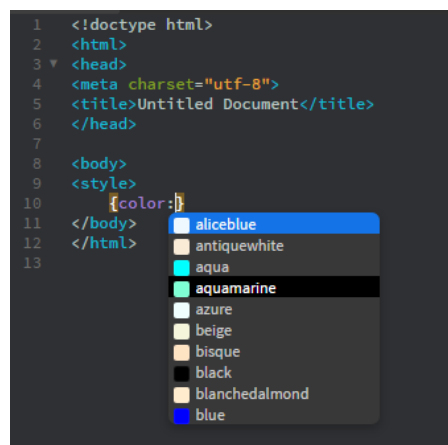 1 <!doctype html>
2 <html>
3 <head>
4 <meta charset="utf-8">
5 <title>Untitled Document</title>
6 </head>
7
8 <body>
9 <style>
10 {color:}
11 </body>
12 </html>
13
aliceblue
antiquewhite
aqua
aquamarine
azure
beige
bisque
black
blanchedalmond
blue